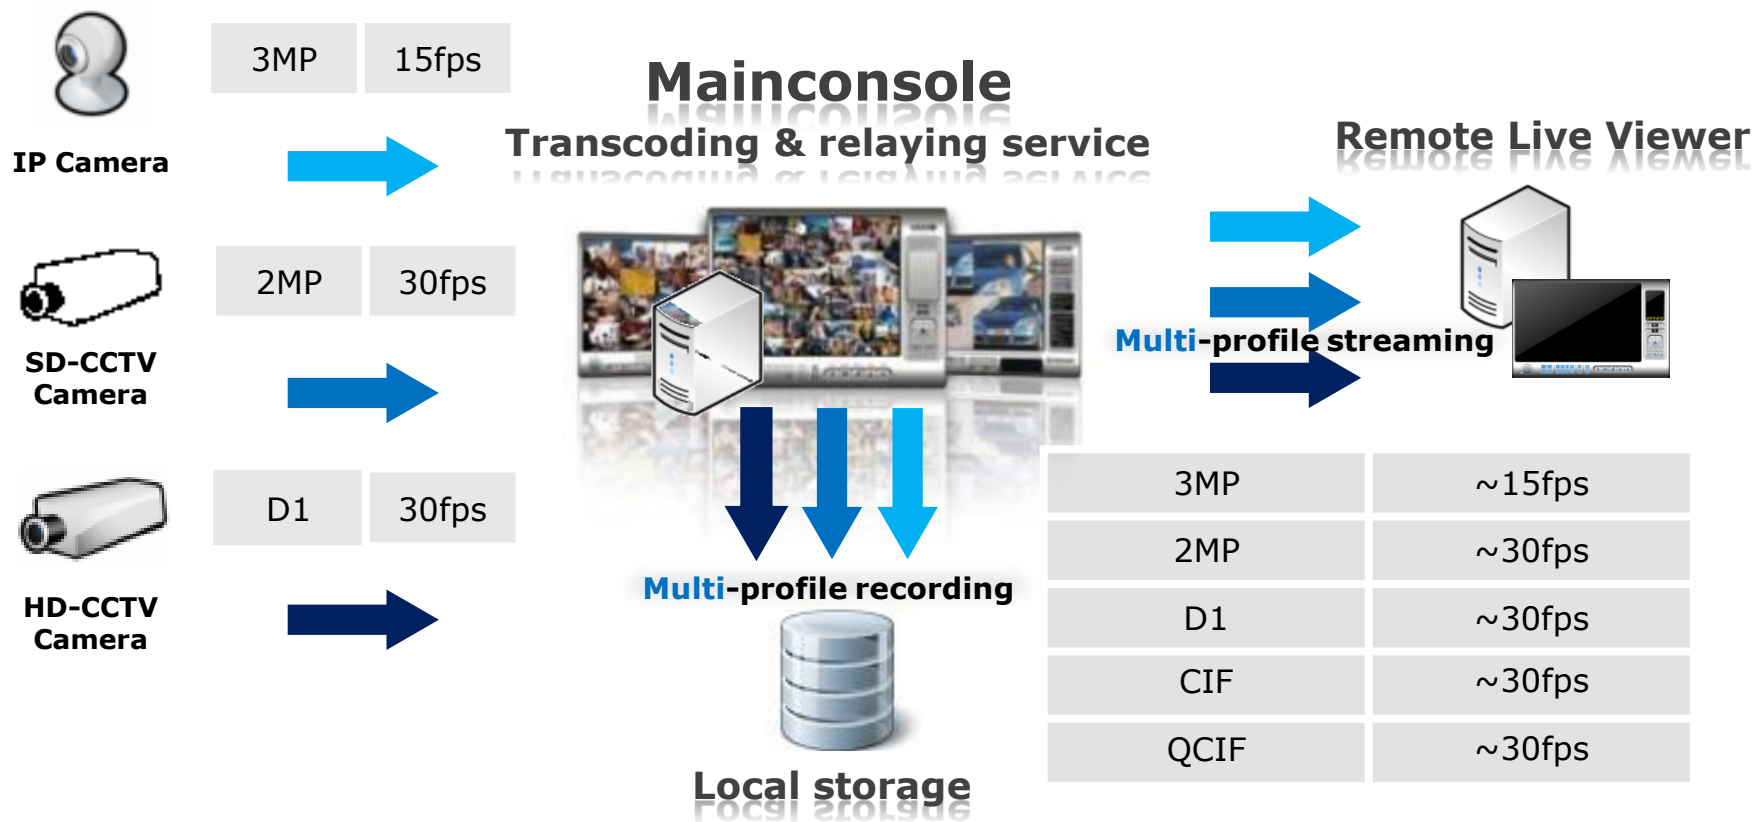 3MP 15fps
IP Camera
2MP 30fps
SD-CCTV
Camera
D1 30fps
HD-CCTV
Camera
Mainconsole
Transcoding & relaying service
Multi-profile recording
Local storage
Remote Live Viewer
Multi-profile streaming
3MP ~15fps
2MP ~30fps
D1 ~30fps
CIF ~30fps
QCIF ~30fps